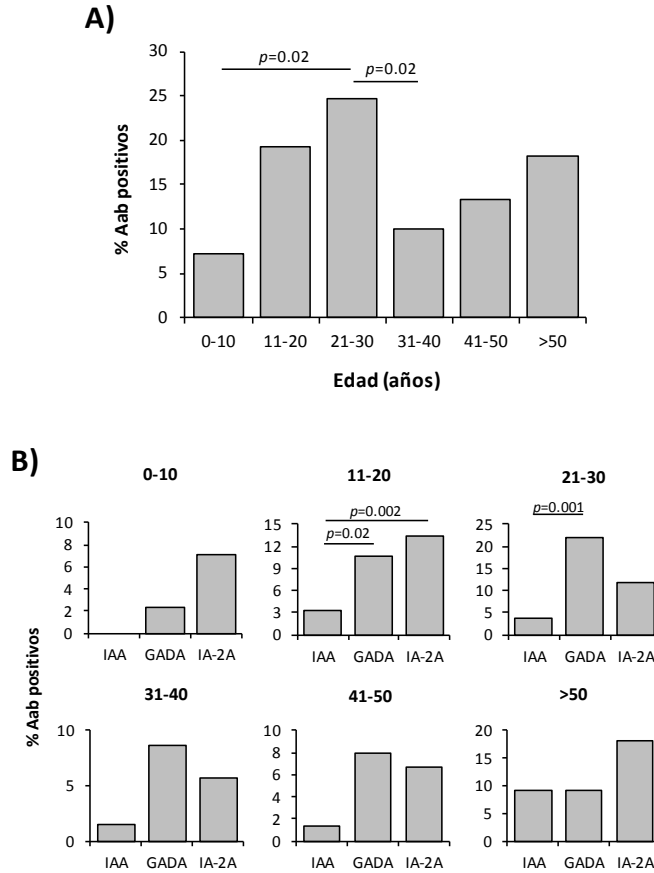 A)
p=0.02
p=0.02
30
25
20
15
10
5
0
% Aab positivos
0-10 11-20 21-30 31-40 41-50 >50
Edad (años)
B)
% Aab positivos
0-10
10
8
6
4
2
0
IAA GADA IA-2A
11-20
p=0.002
p=0.02
15
12
9
6
3
0
IAA GADA IA-2A
21-30
p=0.001
25
20
15
10
5
0
IAA GADA IA-2A
31-40
10
5
0
IAA GADA IA-2A
41-50
10
8
6
4
2
0
IAA GADA IA-2A
>50
20
15
10
5
0
IAA GADA IA-2A